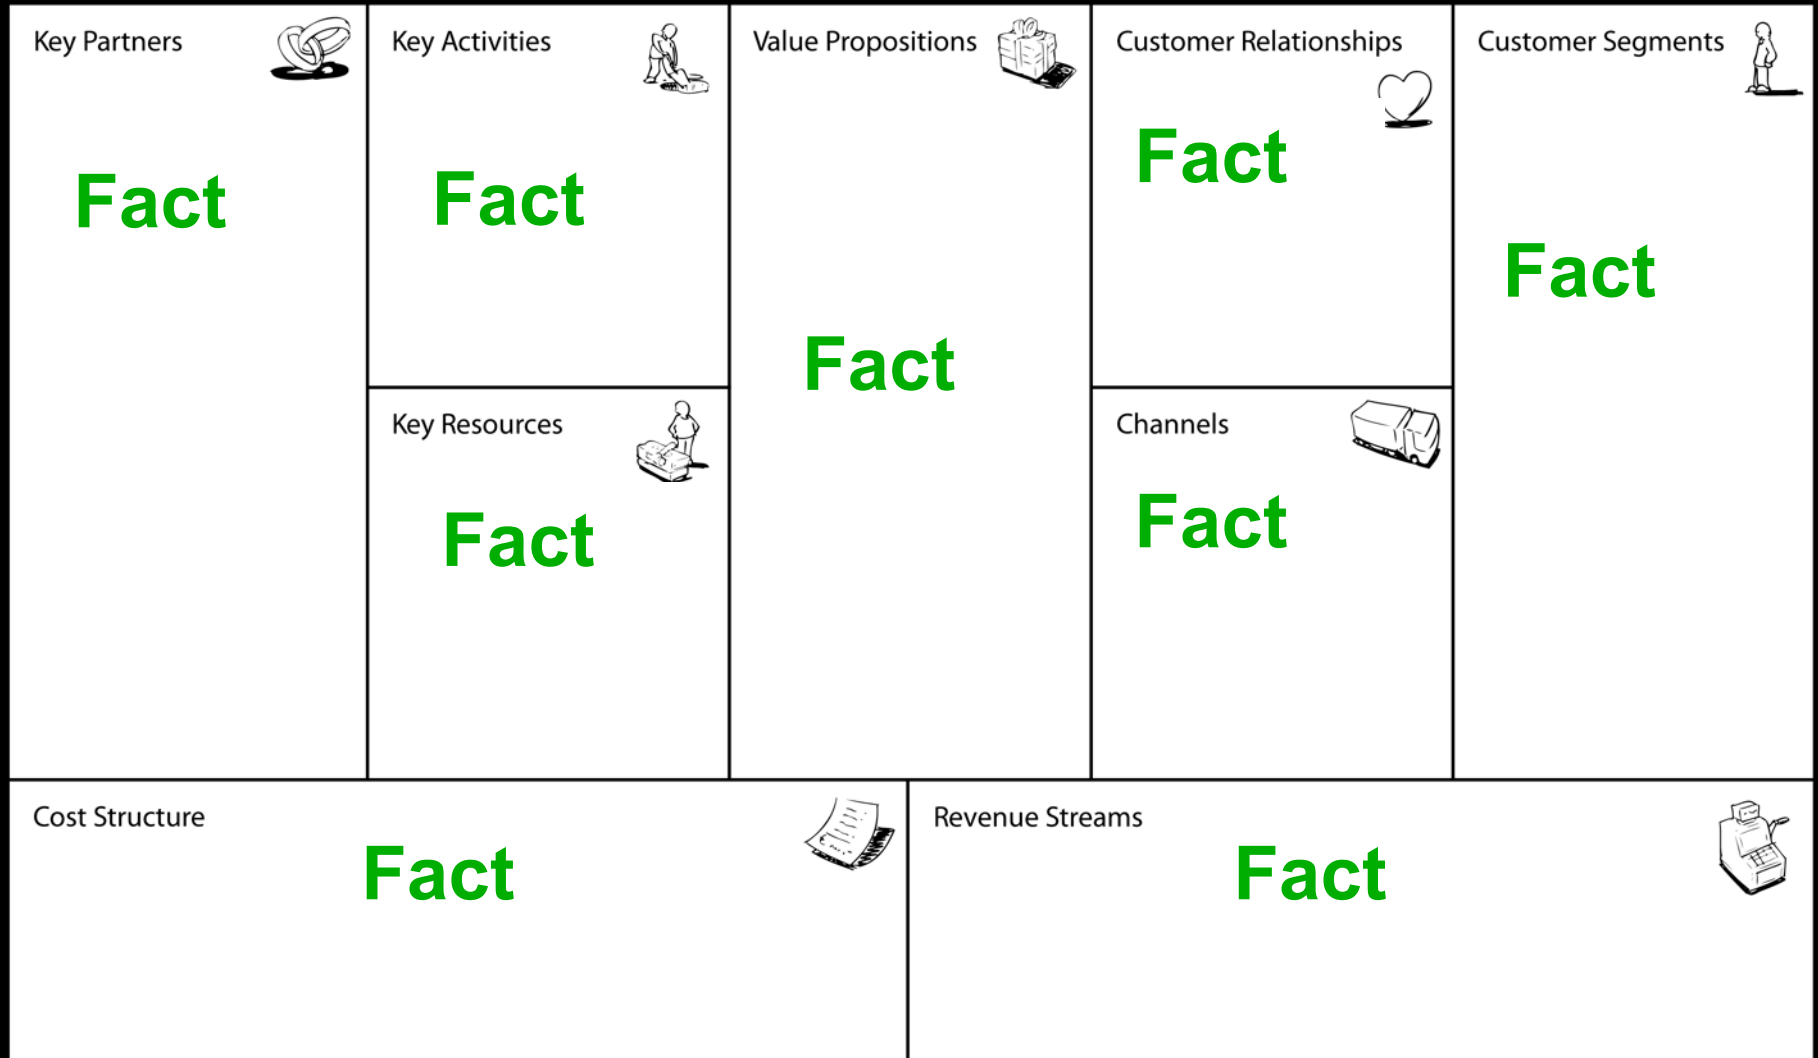 Key Partners
Fact
Key Activities
Fact
Key Resources
Fact
Value Propositions
Fact
Customer Relationships
Fact
Channels
Fact
Customer Segments
Fact
Cost Structure
Fact
Revenue Streams
Fact